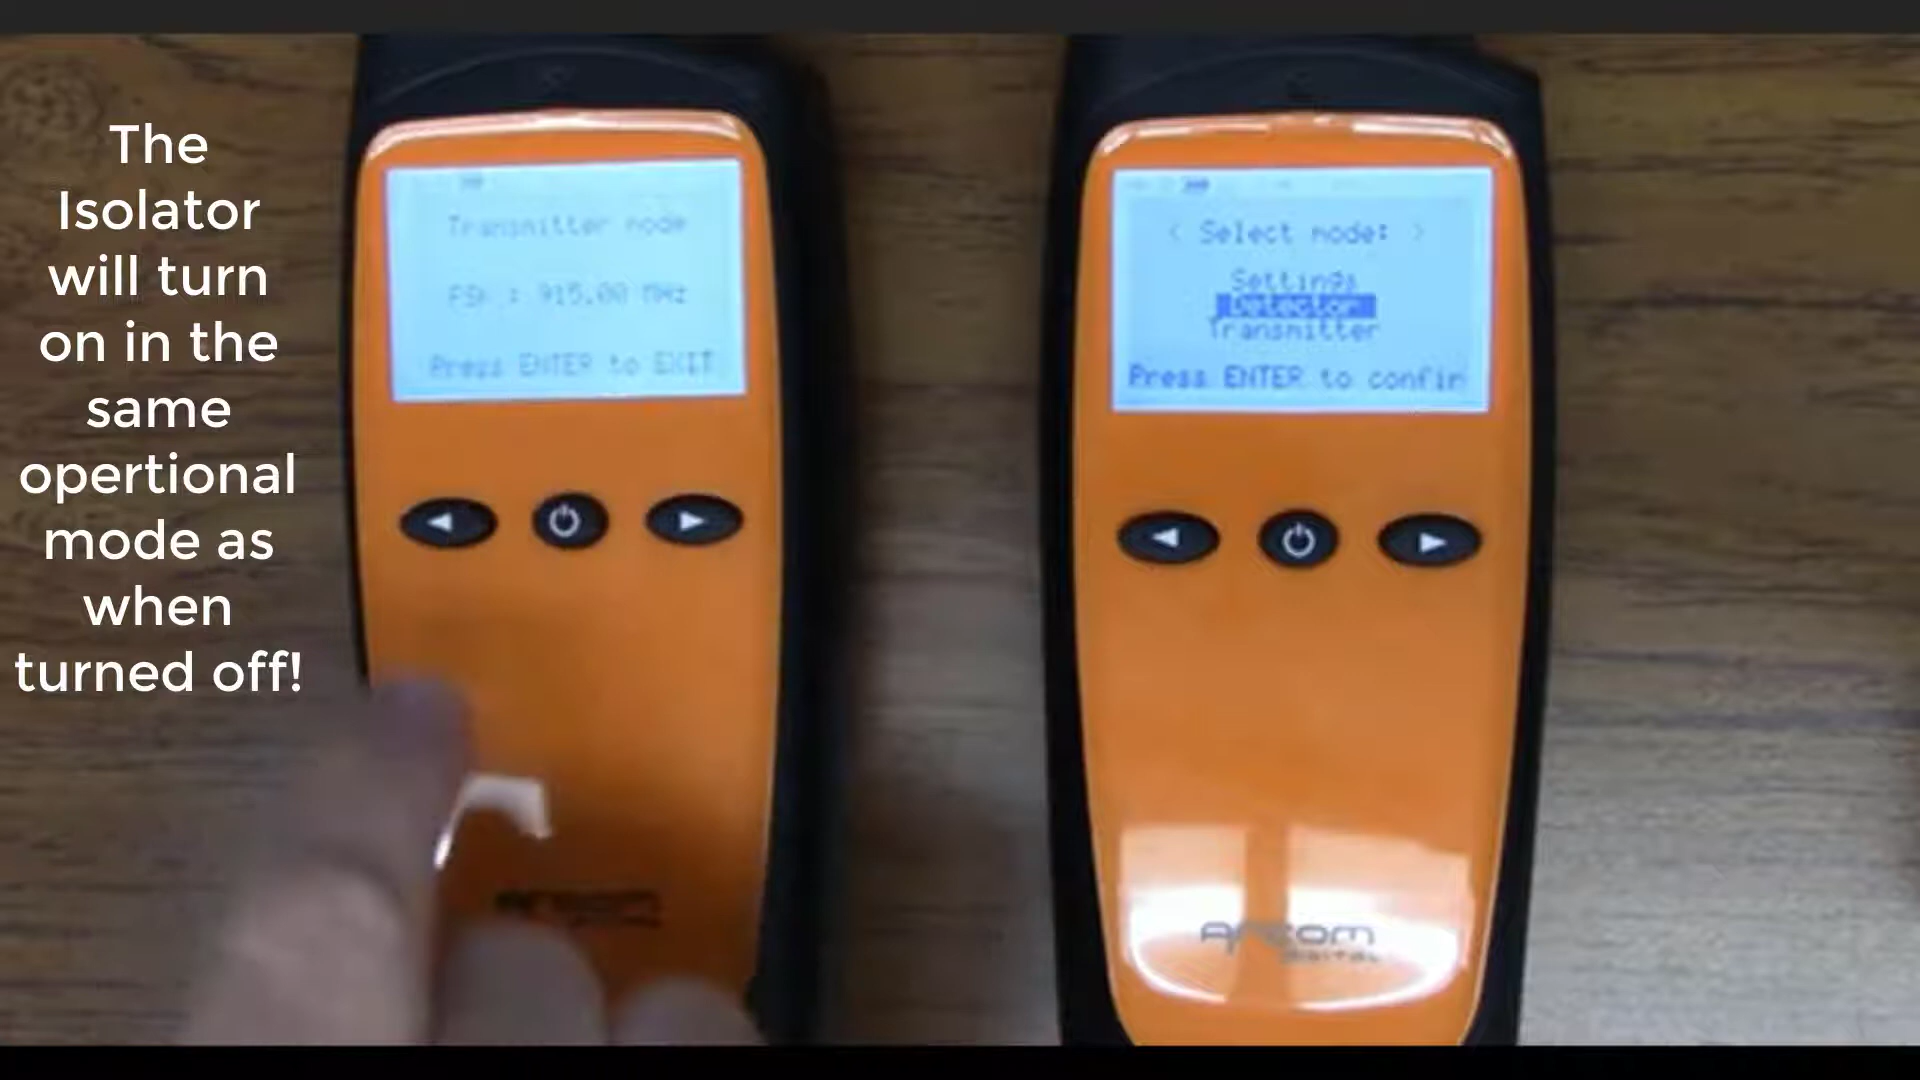 The
Isolator
will turn
on in the
same
opertional
mode as
when
turned off!
Transmitter mode
FSK : 915.00 MHz
Press ENTER to EXIT
< Select mode: >
Settings
Detector
Transmitter
Press ENTER to confir
Arcom
DIGITAL